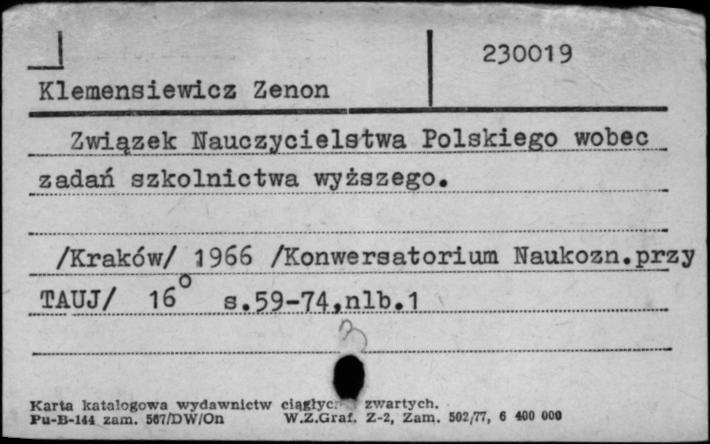 230019
Klemensiewicz Zenon
Związek Nauczycielstwa Polskiego wobec
zadań szkolnictwa wyższego.
/Kraków/ 1966 /Konwersatorium Naukozn.przy
TAUJ/ 16° s.59-74,nlb.1
Karta katalogowa wydawnictw zwartych.
Pu-B-144 zam. 567/DW/On W.Z.Graf. Z-2, Zam. 502/77, 6 400 000